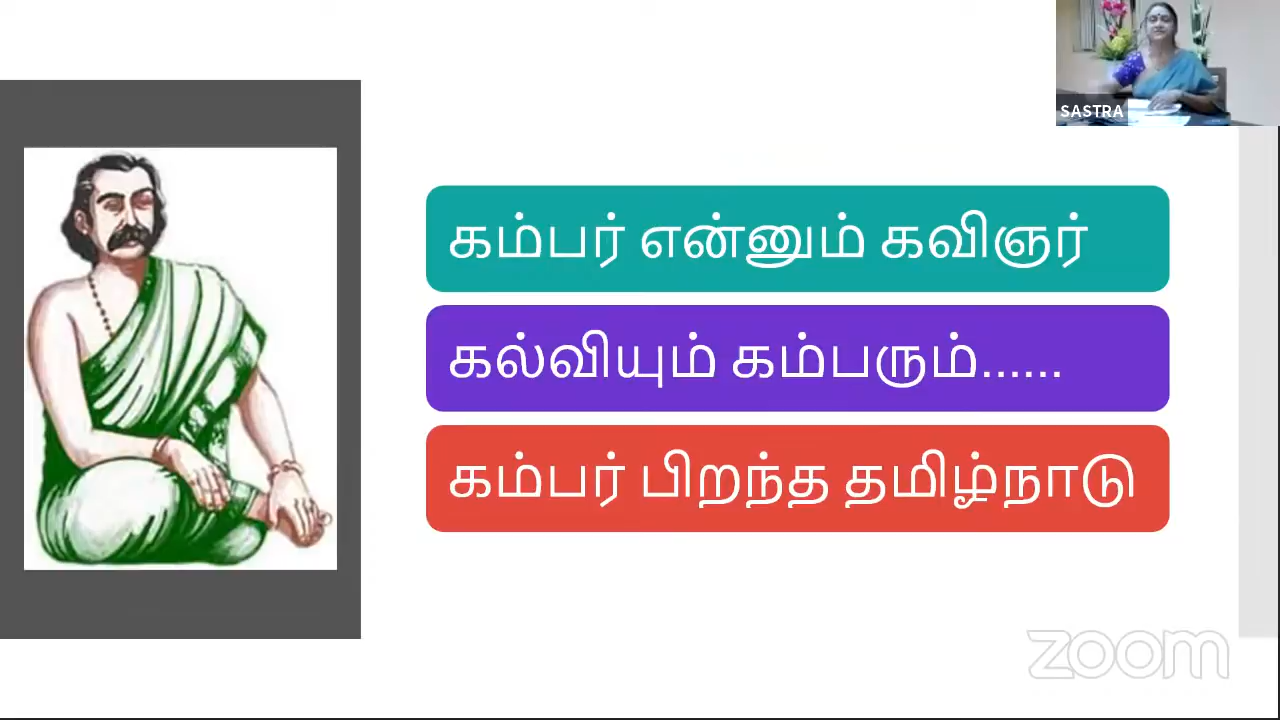 SASTRA
கம்பர் என்னும் கவிஞர்
கல்வியும் கம்பரும்......
கம்பர் பிறந்த தமிழ்நாடு
zoom